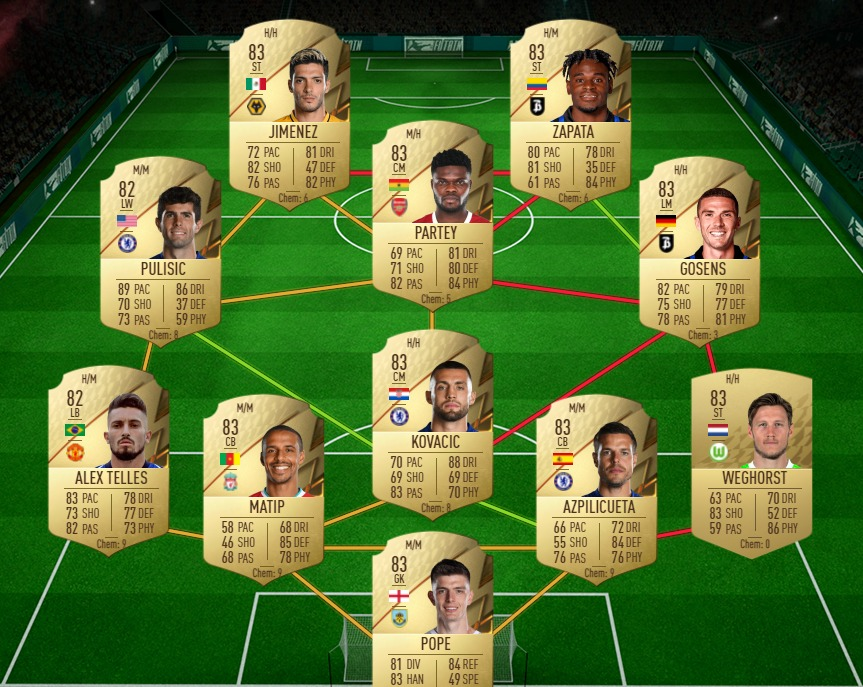 FUTBIN
H/H
83
ST
JIMENEZ
72 PAC 81 DRI
82 SHO 47 DEF
76 PAS 82 PHY
Chem: 6
H/M
83
ST
ZAPATA
80 PAC 78 DRI
81 SHO 35 DEF
61 PAS 84 PHY
Chem: 6
M/H
83
CM
PARTEY
69 PAC 81 DRI
71 SHO 80 DEF
82 PAS 84 PHY
Chem: 5
M/M
82
LW
PULISIC
89 PAC 86 DRI
70 SHO 37 DEF
73 PAS 59 PHY
Chem: 8
H/H
83
LM
GOSENS
82 PAC 79 DRI
75 SHO 77 DEF
78 PAS 81 PHY
Chem: 3
H/H
83
CM
KOVACIC
70 PAC 88 DRI
69 SHO 69 DEF
83 PAS 70 PHY
Chem: 8
H/M
82
LB
ALEX TELLES
83 PAC 78 DRI
73 SHO 77 DEF
82 PAS 73 PHY
Chem: 9
M/M
83
CB
MATIP
58 PAC 68 DRI
46 SHO 85 DEF
68 PAS 78 PHY
Chem: 9
M/M
83
CB
AZPILICUETA
66 PAC 72 DRI
55 SHO 84 DEF
76 PAS 76 PHY
Chem: 9
H/H
83
ST
WEGHORST
63 PAC 70 DRI
83 SHO 52 DEF
59 PAS 86 PHY
Chem: 0
M/M
83
GK
POPE
81 DIV 84 REF
83 HAN 49 SPE